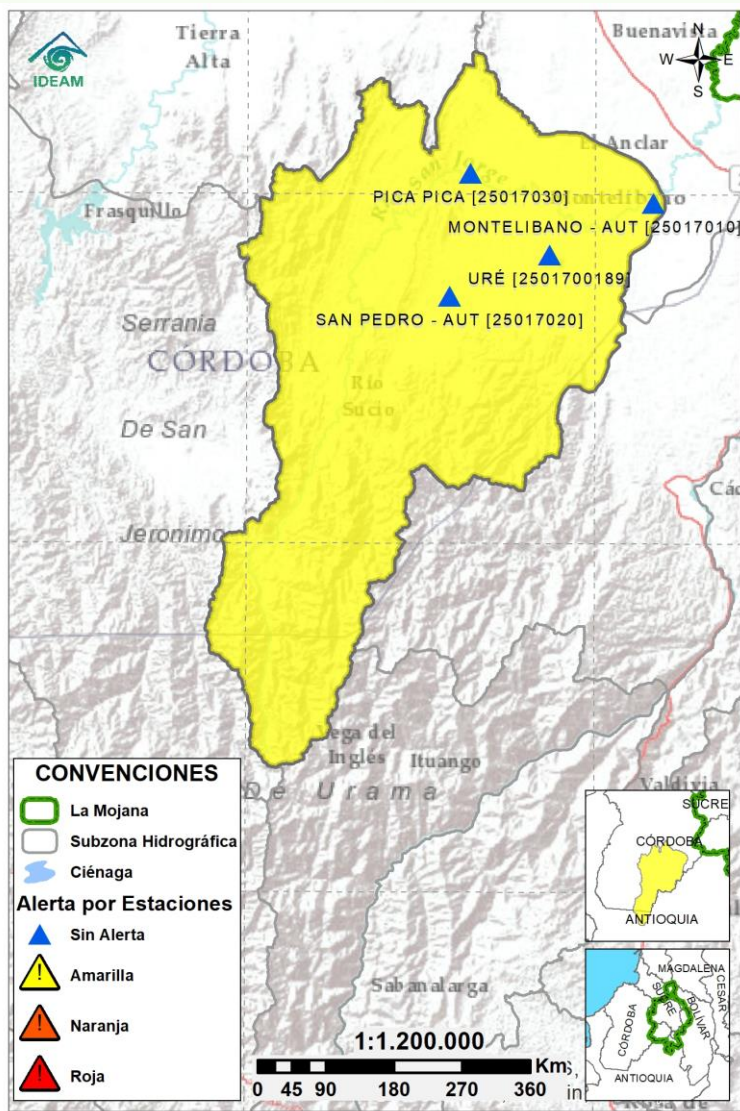 IDEAM
Tierra
Alta
Buenavista
N
W
E
S
El Anclar
PICA PICA [25017030]
Frasquillo
MONTELIBANO - AUT [25017010]
URÉ [2501700189]
SAN PEDRO - AUT [25017020]
Serrania
CÓRDOBA
Río
Sucio
De San
Jeronimo
Vega del
Ingles
Ituango
De Urama
Valdivia
Sabanalarga
CONVENCIONES
La Mojana
Subzona Hidrográfica
Ciénaga
Alerta por Estaciones
Sin Alerta
Amarilla
Naranja
Roja
1:1.200.000
Km
0 45 90 180 270 360
SUCRE
CÓRDOBA
ANTIOQUIA
MAGDALENA
CESAR
SUCRE
BOLÍVAR
CÓRDOBA
ANTIOQUIA